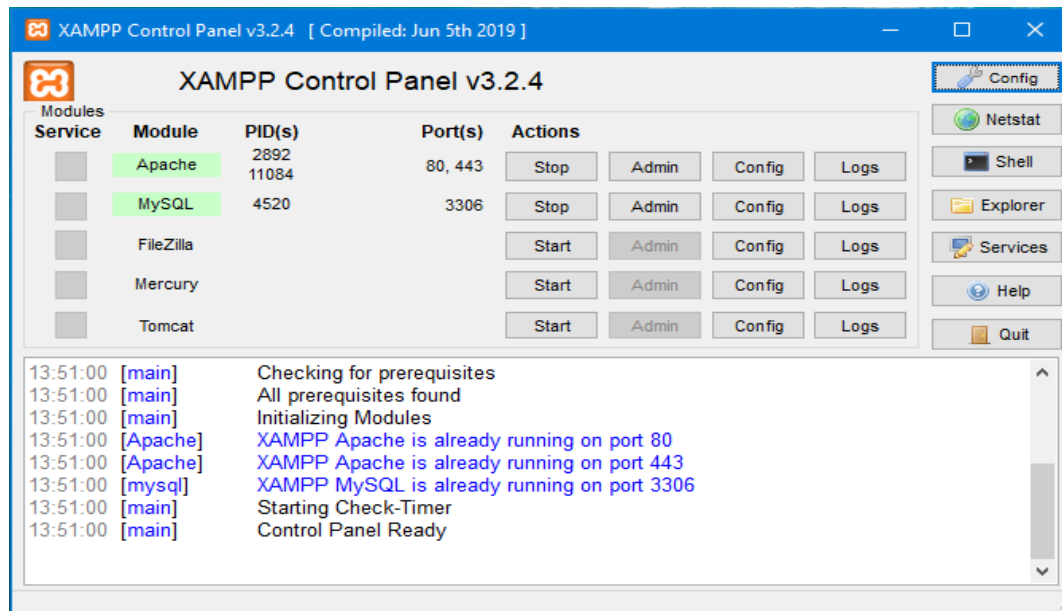 XAMPP Control Panel v3.2.4 [ Compiled: Jun 5th 2019 ]
XAMPP Control Panel v3.2.4
Config
Modules
Service Module PID(s) Port(s) Actions
Netstat
Apache 2892 11084 80, 443 Stop Admin Config Logs
Shell
MySQL 4520 3306 Stop Admin Config Logs
Explorer
FileZilla Start Admin Config Logs
Services
Mercury Start Admin Config Logs
Help
Tomcat Start Admin Config Logs
Quit
13:51:00 [main] Checking for prerequisites
13:51:00 [main] All prerequisites found
13:51:00 [main] Initializing Modules
13:51:00 [Apache] XAMPP Apache is already running on port 80
13:51:00 [Apache] XAMPP Apache is already running on port 443
13:51:00 [mysql] XAMPP MySQL is already running on port 3306
13:51:00 [main] Starting Check-Timer
13:51:00 [main] Control Panel Ready